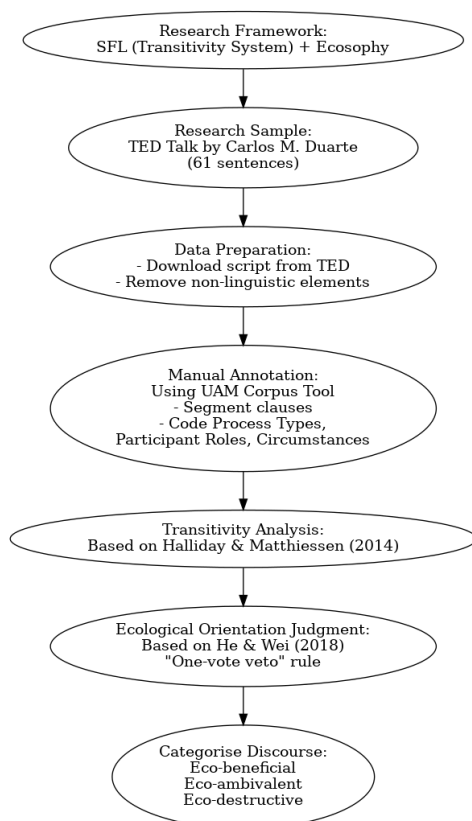 Research Framework:
SFL (Transitivity System) + Ecosophy
Research Sample:
TED Talk by Carlos M. Duarte
(61 sentences)
Data Preparation:
- Download script from TED
- Remove non-linguistic elements
Manual Annotation:
Using UAM Corpus Tool
- Segment clauses
- Code Process Types,
Participant Roles, Circumstances
Transitivity Analysis:
Based on Halliday & Matthiessen (2014)
Ecological Orientation Judgment:
Based on He & Wei (2018)
"One-vote veto" rule
Categorise Discourse:
Eco-beneficial
Eco-ambivalent
Eco-destructive